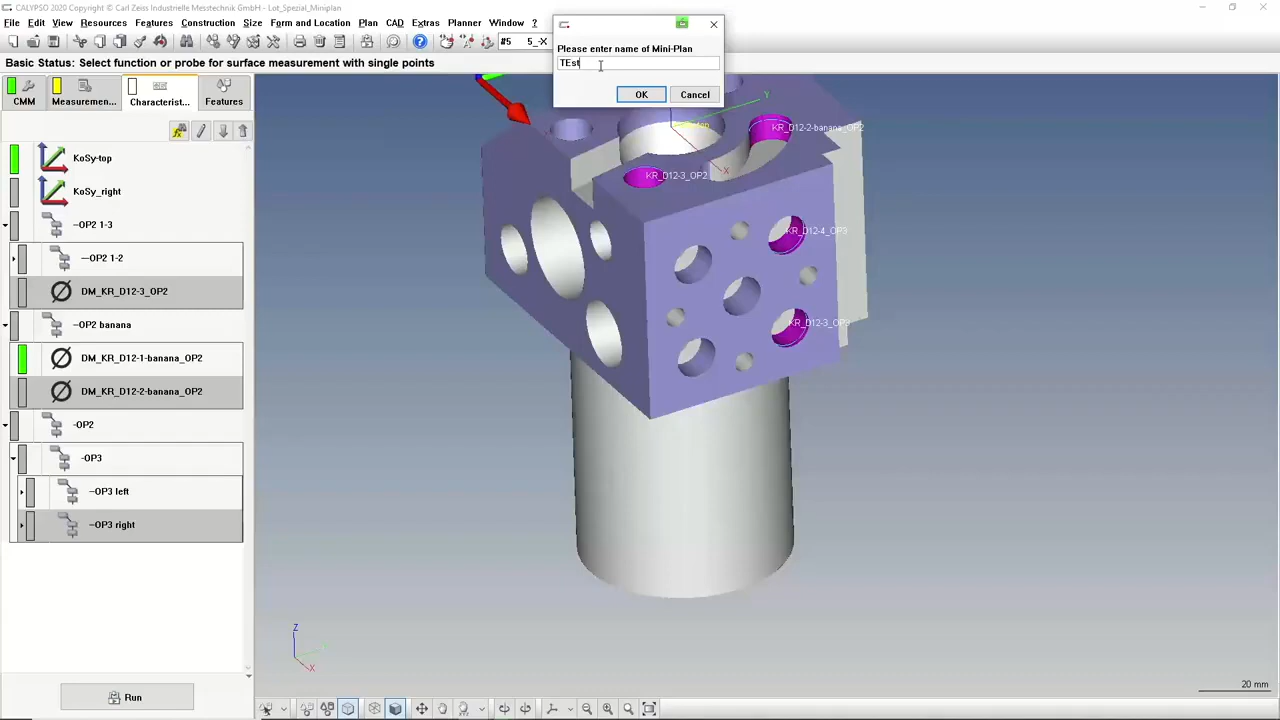 CALYPSO 2020 Copyright © Carl Zeiss Industrielle Messtechnik GmbH - Lot_Spezial_Miniplan
File Edit View Resources Features Construction Size Form and Location Plan CAD Extras Planner Window ?
#5 5_-X
Basic Status: Select function or probe for surface measurement with single points
CMM
Measuremen...
Characterist...
Features
Please enter name of Mini-Plan
TEst
OK
Cancel
KoSy-top
KoSy_right
--OP2 1-3
---OP2 1-2
DM_KR_D12-3_OP2
--OP2 banana
DM_KR_D12-1-banana_OP2
DM_KR_D12-2-banana_OP2
-OP2
-OP3
--OP3 left
--OP3 right
Run
Y
X
KR_D12-2-banana_OP2
KR_D12-3_OP2
KR_D12-4_OP3
KR_D12-3_OP3
Z
X
20 mm